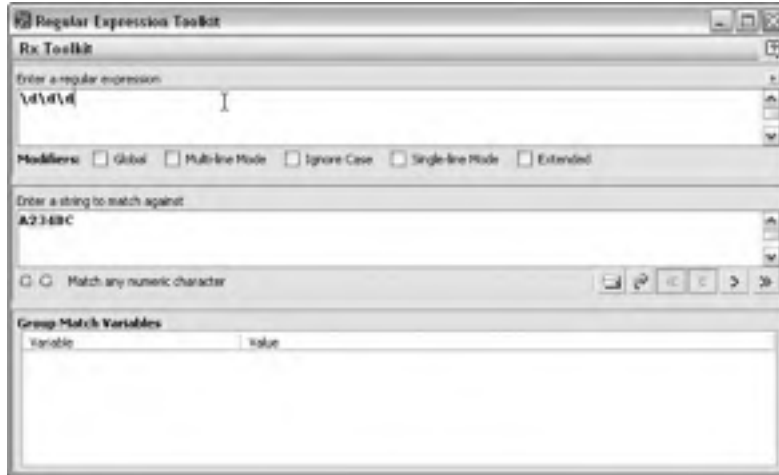 Regular Expression Toolkit
Rx Toolkit
Enter a regular expression
\d\d\d
Modifiers: Global Multi-line Mode Ignore Case Single-line Mode Extended
Enter a string to match against
A234BC
Match any numeric character
Group Match Variables
Variable Value